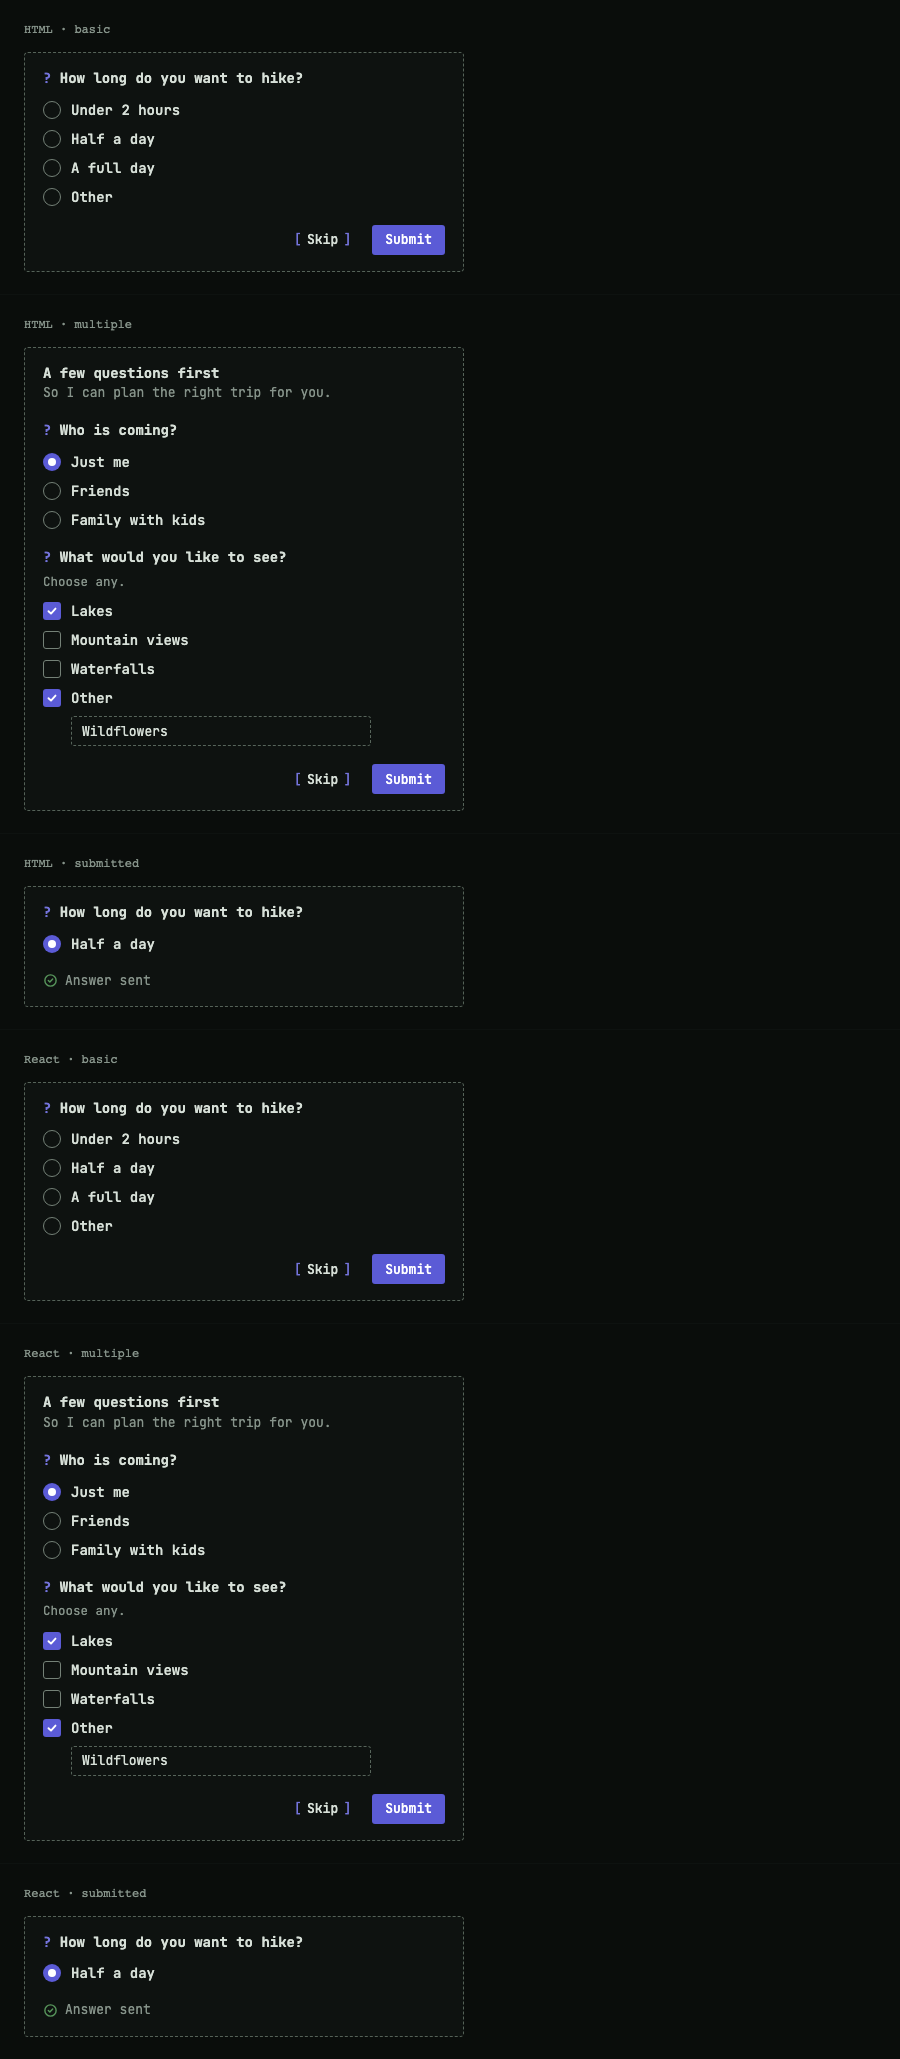 HTML · basic
? How long do you want to hike?
Under 2 hours
Half a day
A full day
Other
[ Skip ] Submit
HTML · multiple
A few questions first
So I can plan the right trip for you.
? Who is coming?
Just me
Friends
Family with kids
? What would you like to see?
Choose any.
Lakes
Mountain views
Waterfalls
Other
Wildflowers
[ Skip ] Submit
HTML · submitted
? How long do you want to hike?
Half a day
Answer sent
React · basic
? How long do you want to hike?
Under 2 hours
Half a day
A full day
Other
[ Skip ] Submit
React · multiple
A few questions first
So I can plan the right trip for you.
? Who is coming?
Just me
Friends
Family with kids
? What would you like to see?
Choose any.
Lakes
Mountain views
Waterfalls
Other
Wildflowers
[ Skip ] Submit
React · submitted
? How long do you want to hike?
Half a day
Answer sent